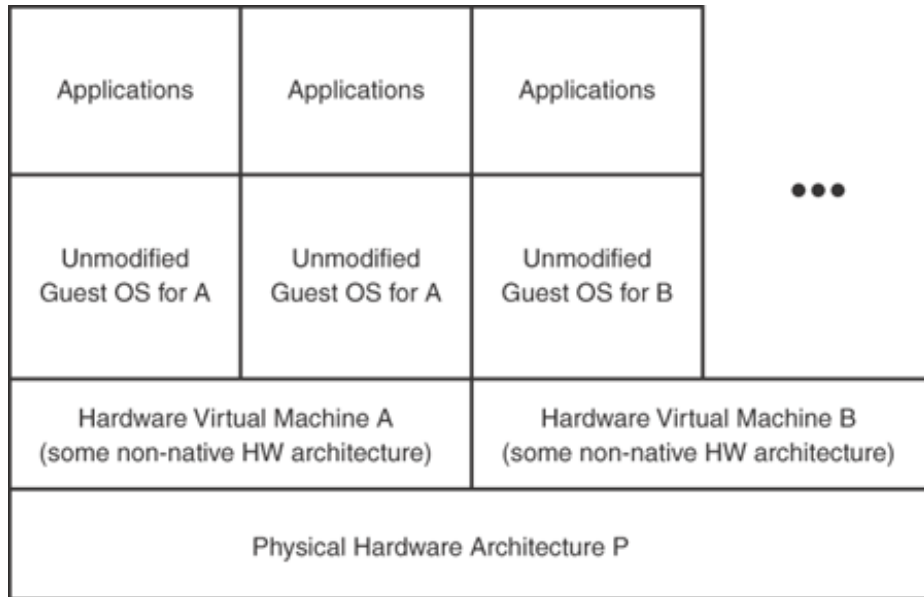 Applications
Applications
Applications
Unmodified
Guest OS for A
Unmodified
Guest OS for A
Unmodified
Guest OS for B
Hardware Virtual Machine A
(some non-native HW architecture)
Hardware Virtual Machine B
(some non-native HW architecture)
Physical Hardware Architecture P